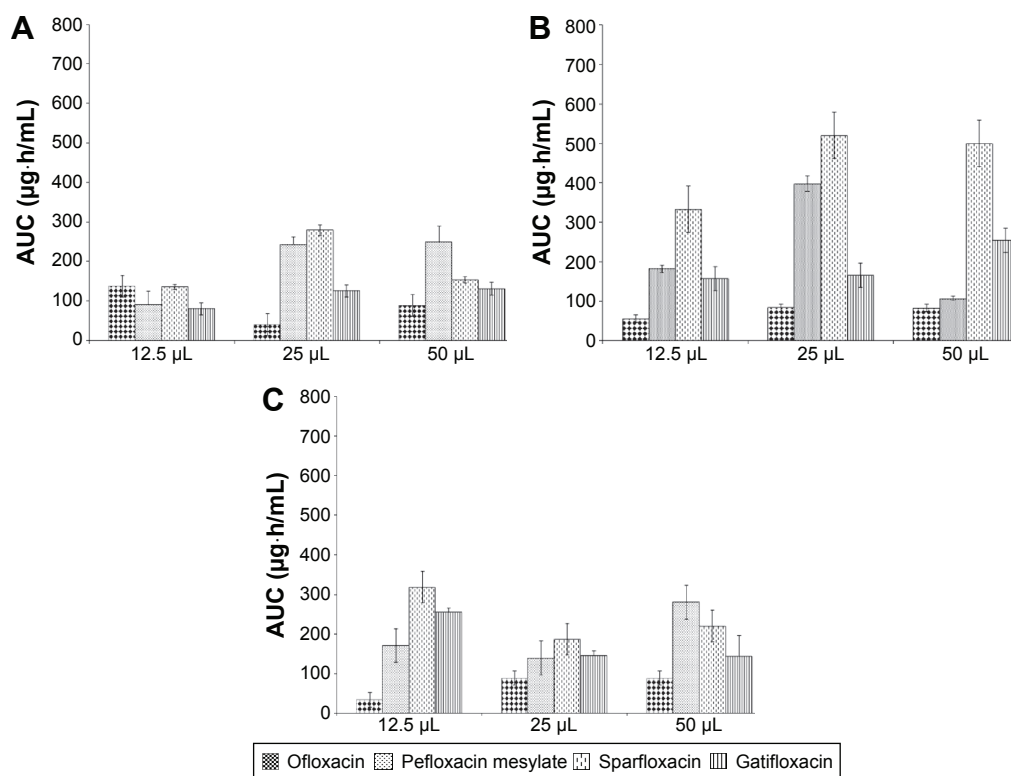 A
AUC (µg·h/mL)
800
700
600
500
400
300
200
100
0
12.5 µL 25 µL 50 µL
B
AUC (µg·h/mL)
800
700
600
500
400
300
200
100
0
12.5 µL 25 µL 50 µL
C
AUC (µg·h/mL)
800
700
600
500
400
300
200
100
0
12.5 µL 25 µL 50 µL
Ofloxacin Pefloxacin mesylate Sparfloxacin Gatifloxacin